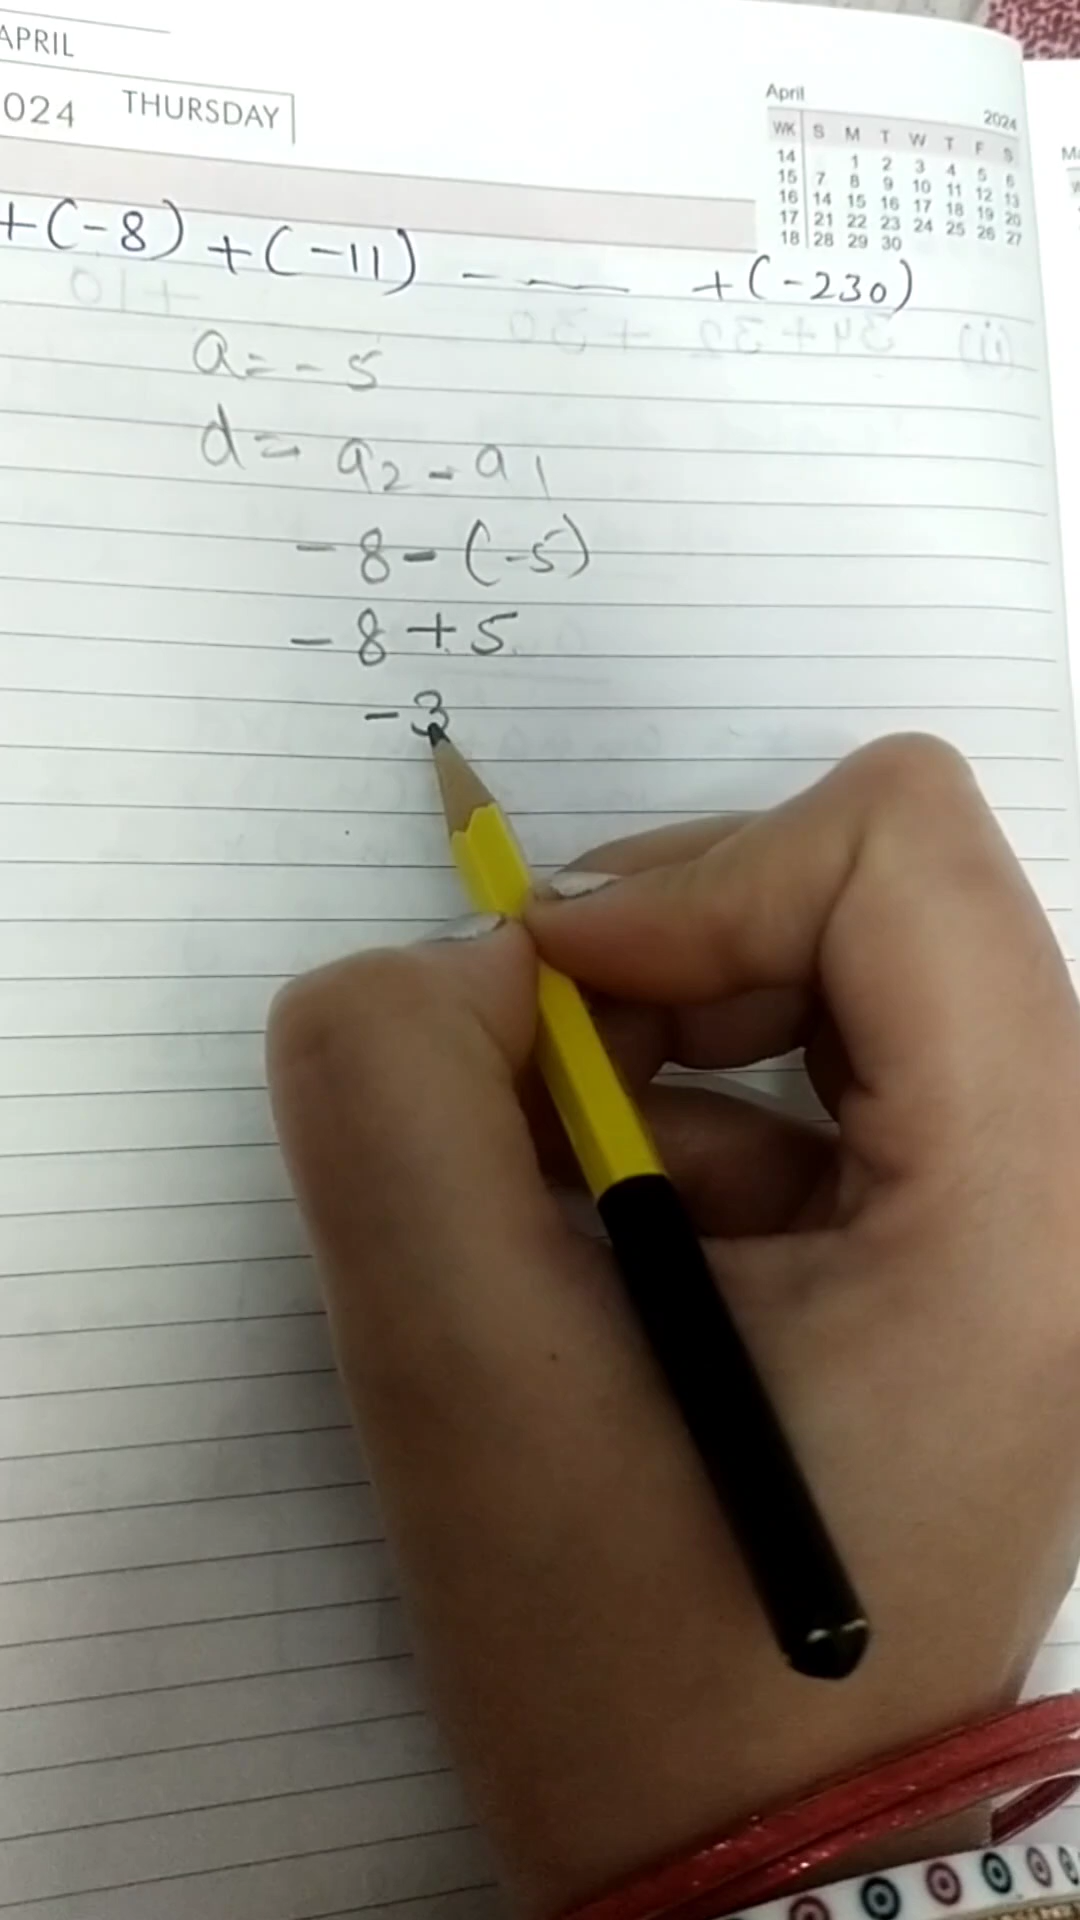 APRIL
024 THURSDAY
April 2024
WK S M T W T F S
14 1 2 3 4 5 6
15 7 8 9 10 11 12 13
16 14 15 16 17 18 19 20
17 21 22 23 24 25 26 27
18 28 29 30
+(-8) +(-11) - — +(-230)
a = -5
d = a2 - a1
-8-(-5)
-8+5
-3